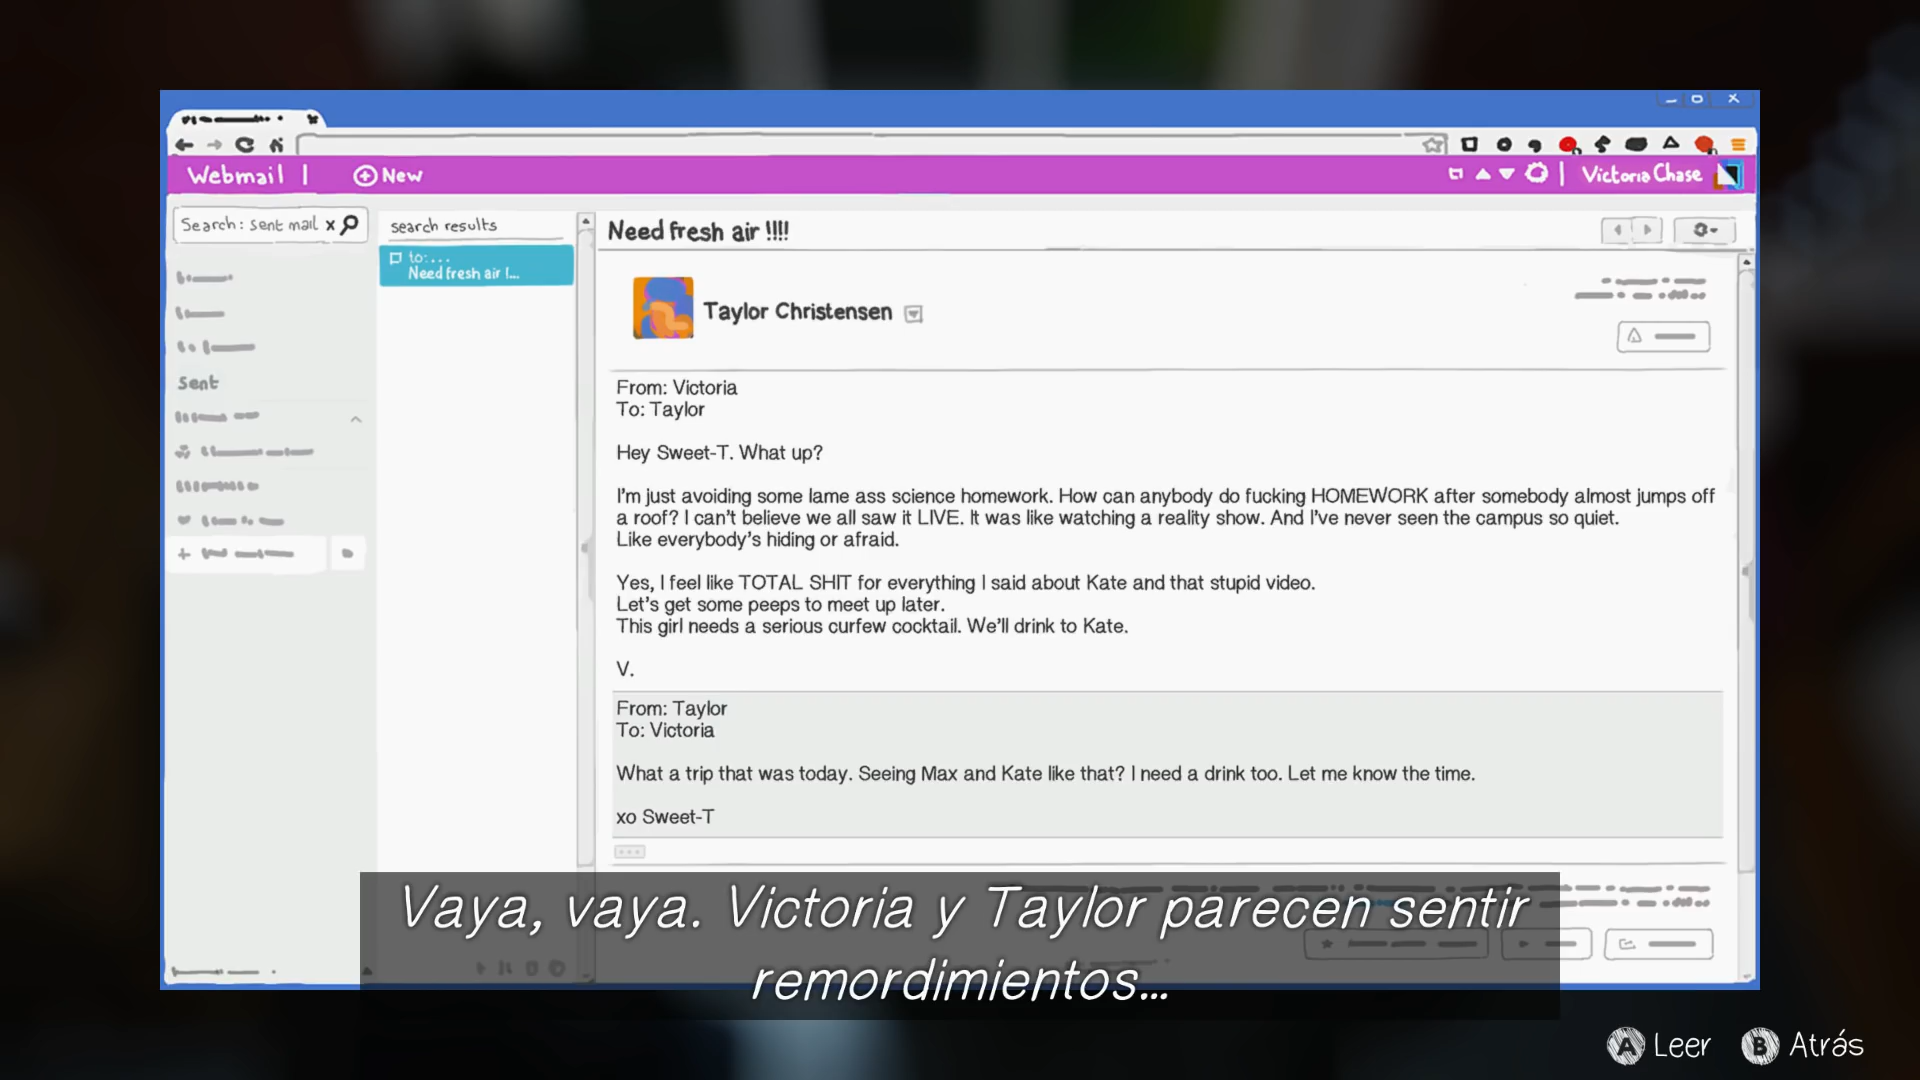 Webmail | New
Victoria Chase
Search: sent mail x
search results
to:...
Need fresh air !...
Sent
Need fresh air !!!!
Taylor Christensen
From: Victoria
To: Taylor
Hey Sweet-T. What up?
I'm just avoiding some lame ass science homework. How can anybody do fucking HOMEWORK after somebody almost jumps off
a roof? I can't believe we all saw it LIVE. It was like watching a reality show. And I've never seen the campus so quiet.
Like everybody's hiding or afraid.
Yes, I feel like TOTAL SHIT for everything I said about Kate and that stupid video.
Let's get some peeps to meet up later.
This girl needs a serious curfew cocktail. We'll drink to Kate.
V.
From: Taylor
To: Victoria
What a trip that was today. Seeing Max and Kate like that? I need a drink too. Let me know the time.
xo Sweet-T
Vaya, vaya. Victoria y Taylor parecen sentir
remordimientos...
A Leer B Atrás